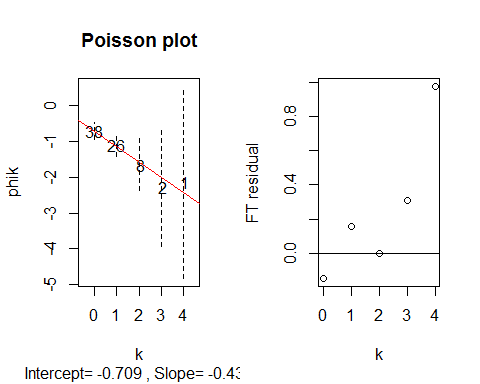 Poisson plot
phik
0
-1
-2
-3
-4
-5
38
26
8
2
1
0 1 2 3 4
k
Intercept= -0.709 , Slope= -0.43
FT residual
0.8
0.4
0.0
0 1 2 3 4
k